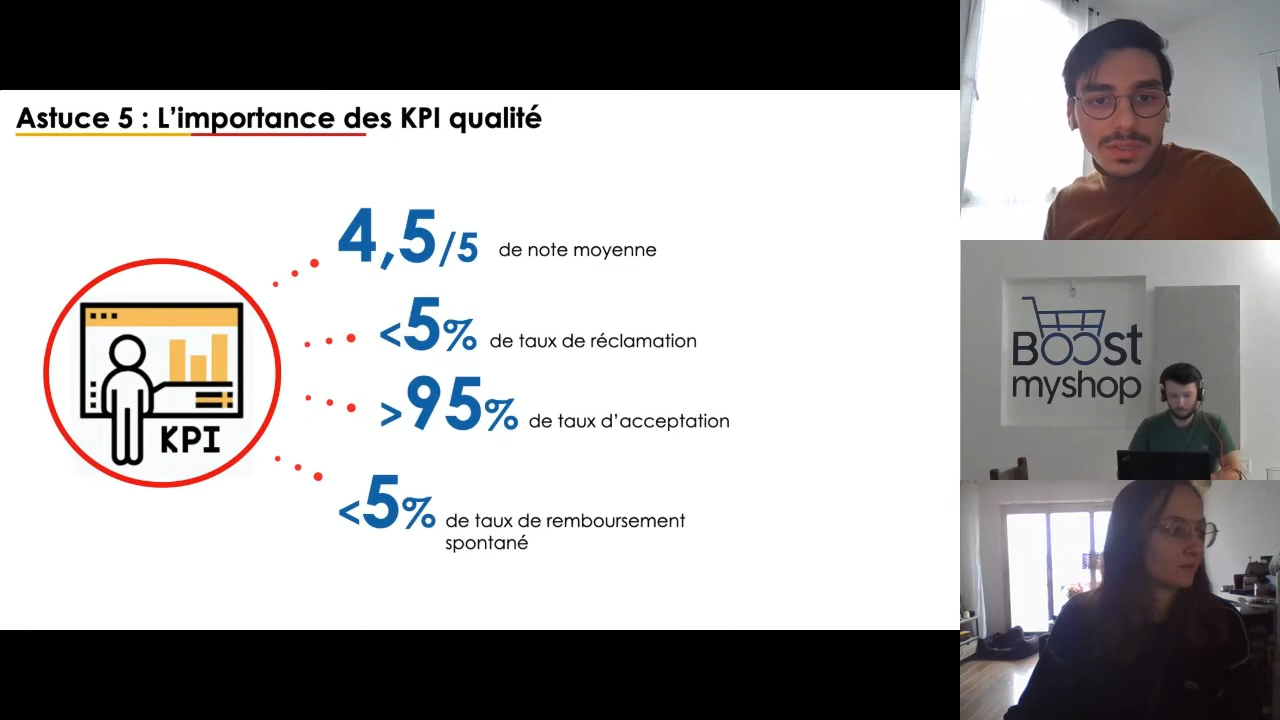 Astuce 5 : L'importance des KPI qualité
4,5/5 de note moyenne
<5% de taux de réclamation
>95% de taux d'acceptation
<5% de taux de remboursement
spontané
KPI
BOOst
myshop